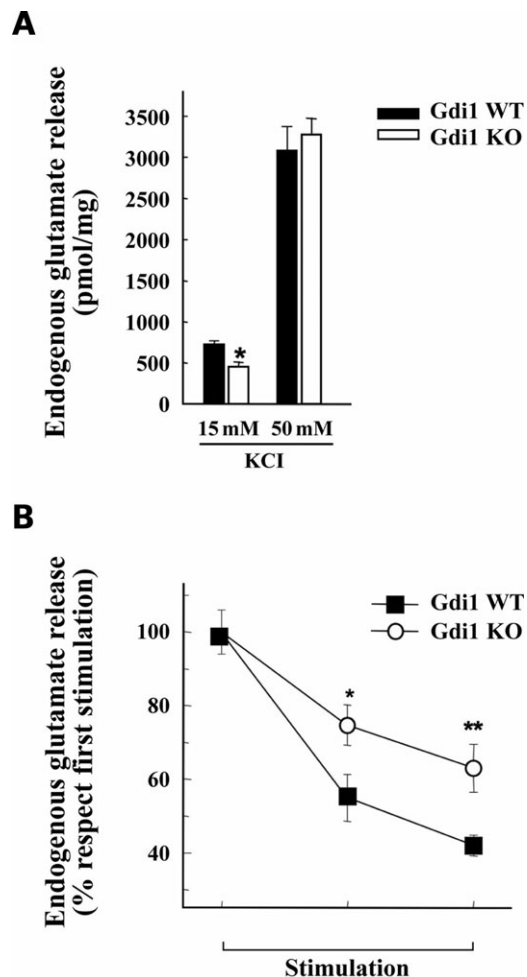 A
Endogenous glutamate release
(pmol/mg)
3500
3000
2500
2000
1500
1000
500
0
Gdi1 WT
Gdi1 KO
*
15 mM 50 mM
KCl
B
Endogenous glutamate release
(% respect first stimulation)
100
80
60
40
Gdi1 WT
Gdi1 KO
*
**
Stimulation